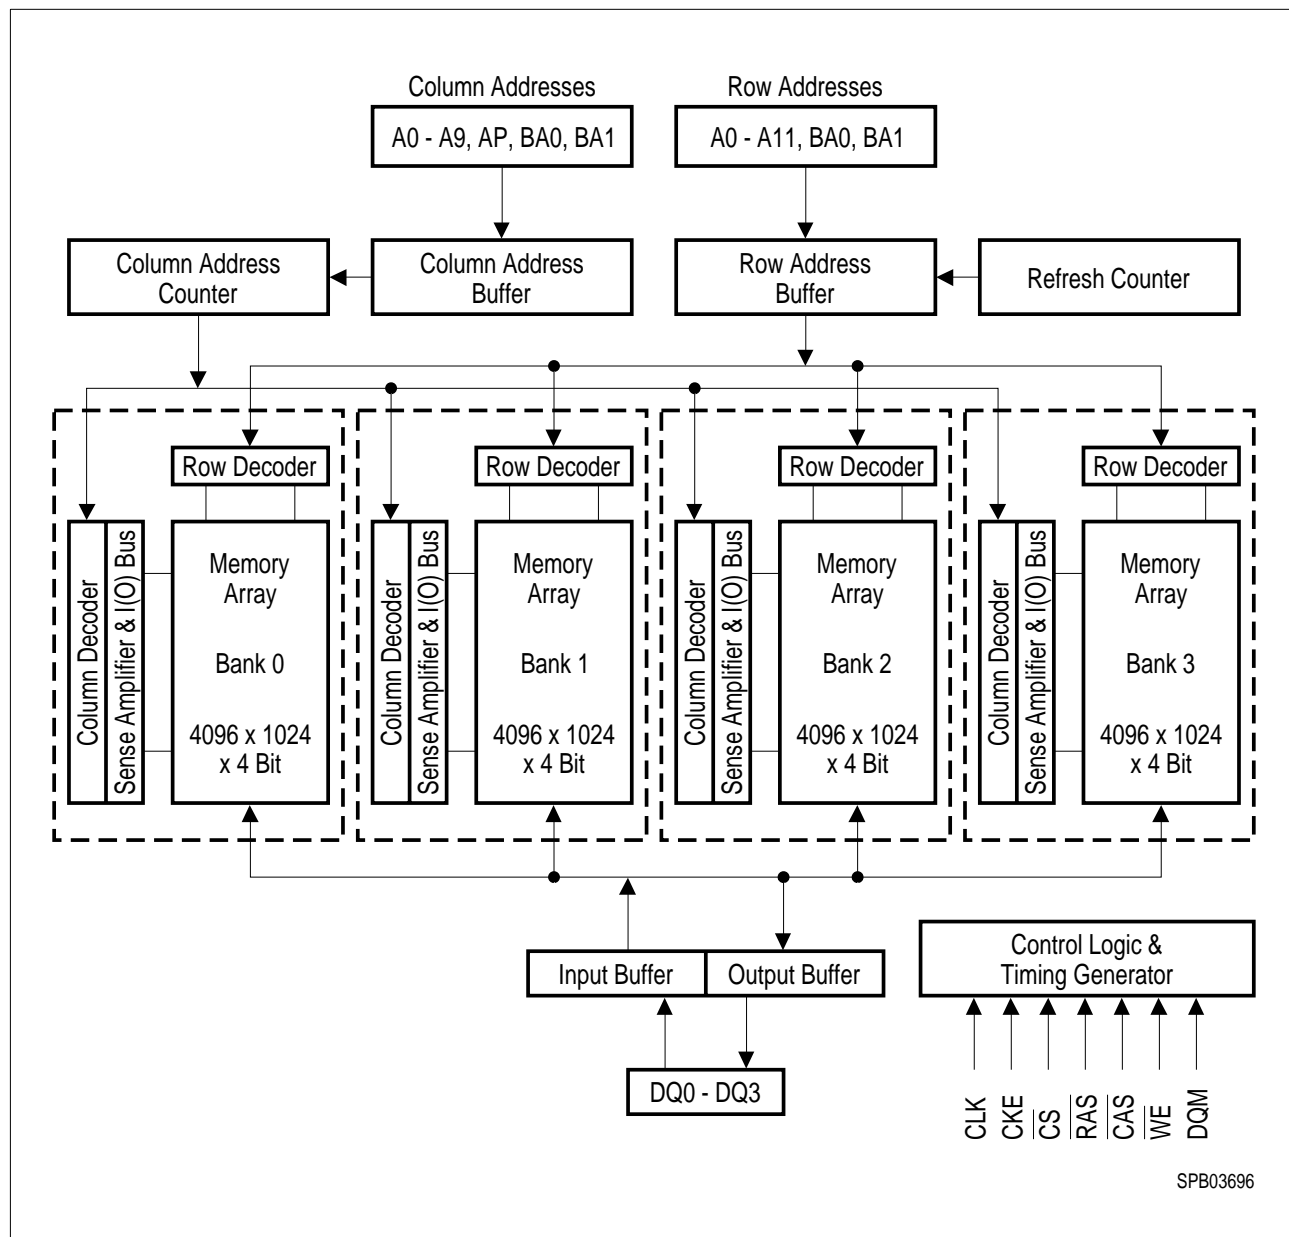 Column Addresses
Row Addresses
A0 - A9, AP, BA0, BA1
A0 - A11, BA0, BA1
Column Address
Counter
Column Address
Buffer
Row Address
Buffer
Refresh Counter
Row Decoder
Row Decoder
Row Decoder
Row Decoder
Column Decoder
Sense Amplifier & I(O) Bus
Memory
Array
Bank 0
4096 x 1024
x 4 Bit
Column Decoder
Sense Amplifier & I(O) Bus
Memory
Array
Bank 1
4096 x 1024
x 4 Bit
Column Decoder
Sense Amplifier & I(O) Bus
Memory
Array
Bank 2
4096 x 1024
x 4 Bit
Column Decoder
Sense Amplifier & I(O) Bus
Memory
Array
Bank 3
4096 x 1024
x 4 Bit
Input Buffer
Output Buffer
Control Logic &
Timing Generator
DQ0 - DQ3
CLK
CKE
C̅S̅
R̅A̅S̅
C̅A̅S̅
W̅E̅
DQM
SPB03696